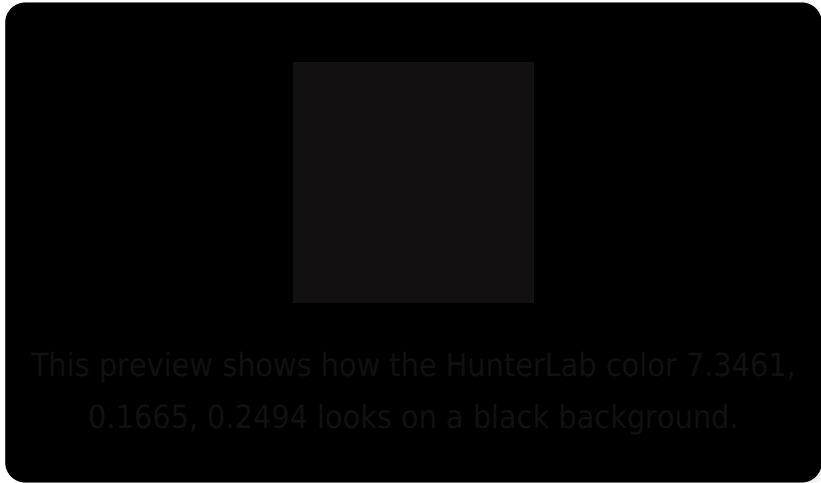 This preview shows how the HunterLab color 7.3461,
0.1665, 0.2494 looks on a black background.